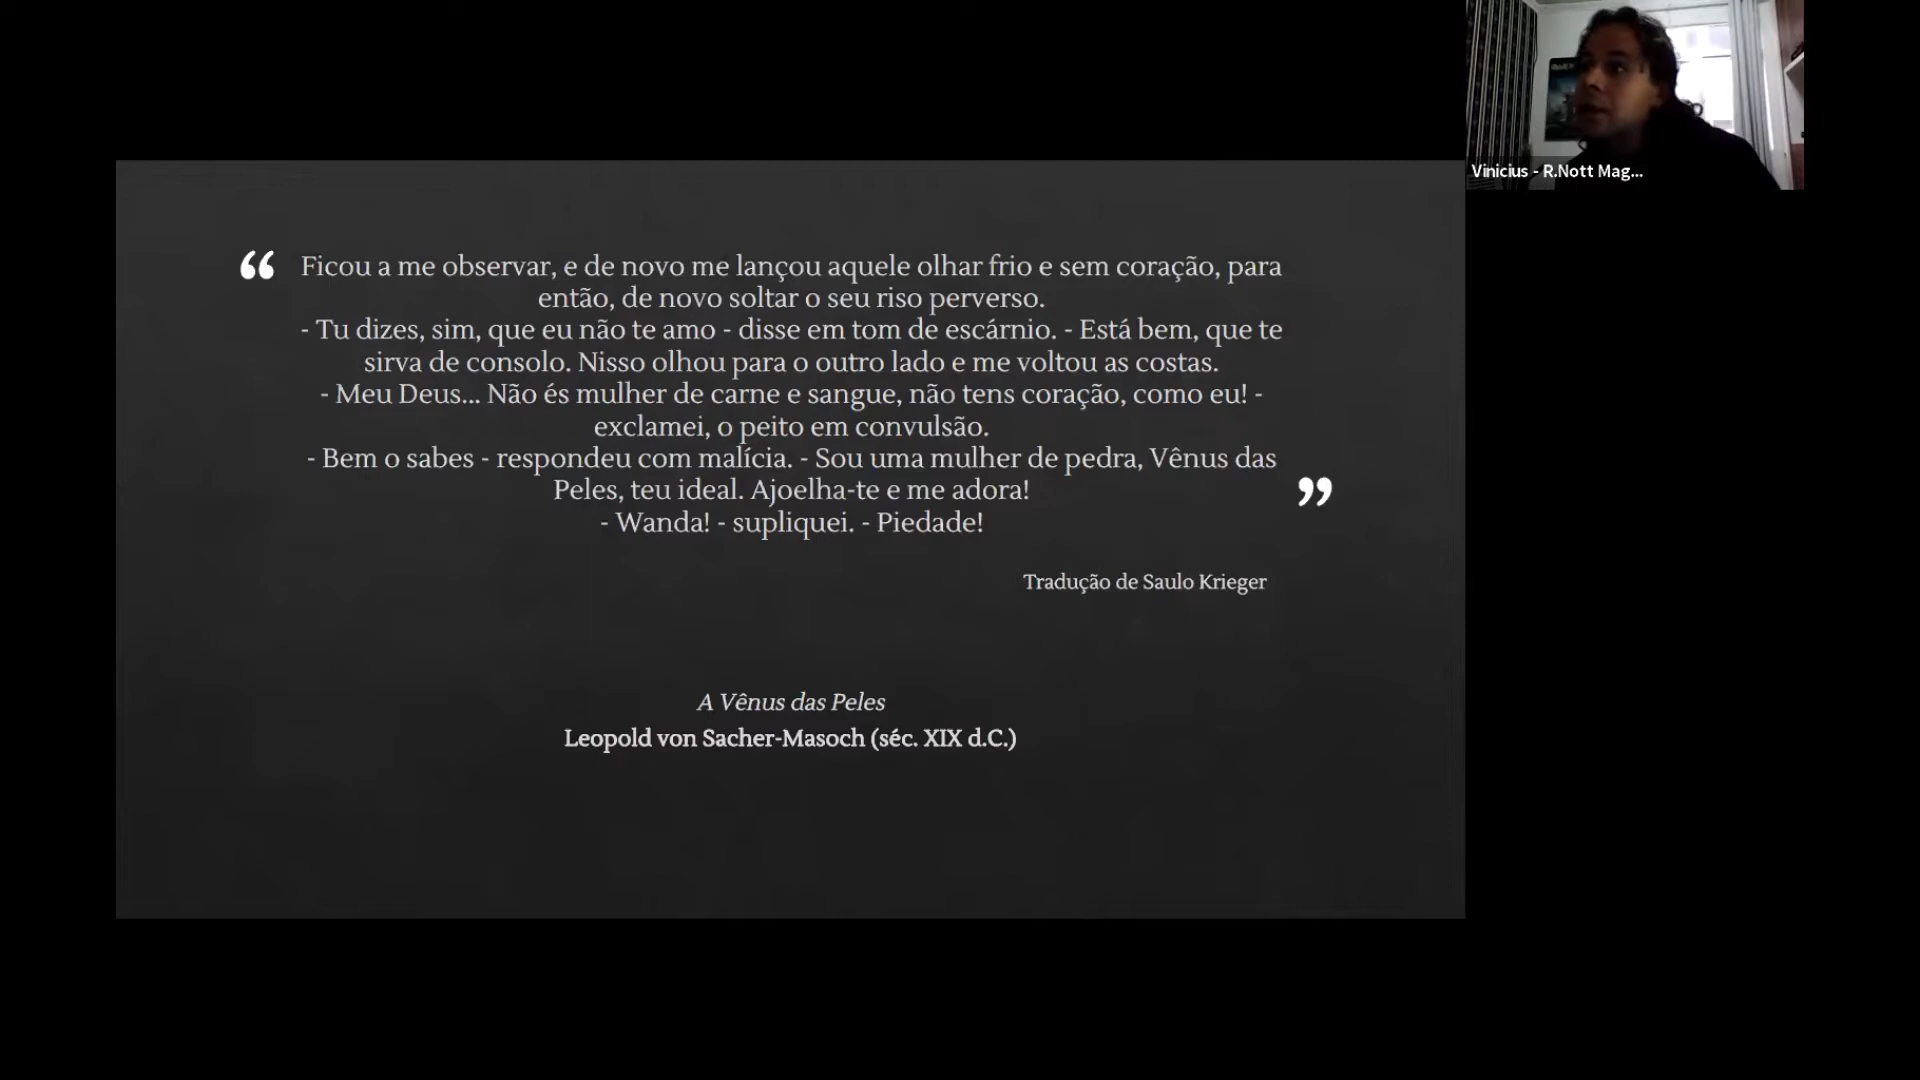 Vinicius - R.Nott Mag...
“ Ficou a me observar, e de novo me lançou aquele olhar frio e sem coração, para
então, de novo soltar o seu riso perverso.
- Tu dizes, sim, que eu não te amo - disse em tom de escárnio. - Está bem, que te
sirva de consolo. Nisso olhou para o outro lado e me voltou as costas.
- Meu Deus... Não és mulher de carne e sangue, não tens coração, como eu! -
exclamei, o peito em convulsão.
- Bem o sabes - respondeu com malícia. - Sou uma mulher de pedra, Vênus das
Peles, teu ideal. Ajoelha-te e me adora! ”
- Wanda! - supliquei. - Piedade!
Tradução de Saulo Krieger
A Vênus das Peles
Leopold von Sacher-Masoch (séc. XIX d.C.)